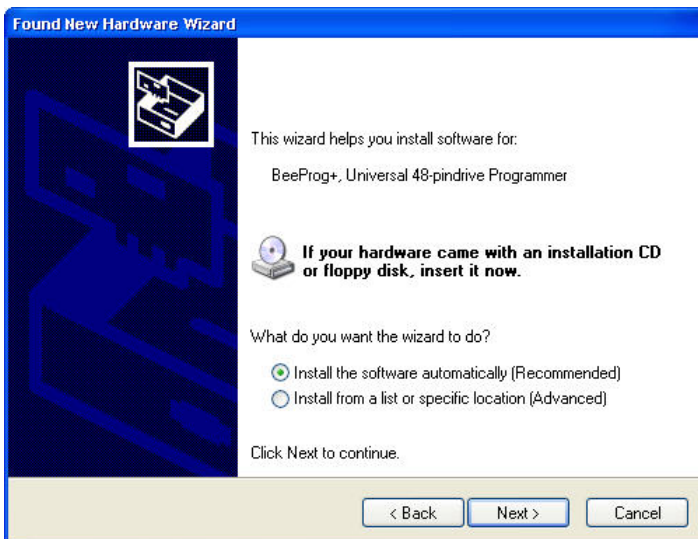 Found New Hardware Wizard
This wizard helps you install software for:
BeeProg+, Universal 48-pindrive Programmer
If your hardware came with an installation CD
or floppy disk, insert it now.
What do you want the wizard to do?
Install the software automatically (Recommended)
Install from a list or specific location (Advanced)
Click Next to continue.
< Back Next > Cancel